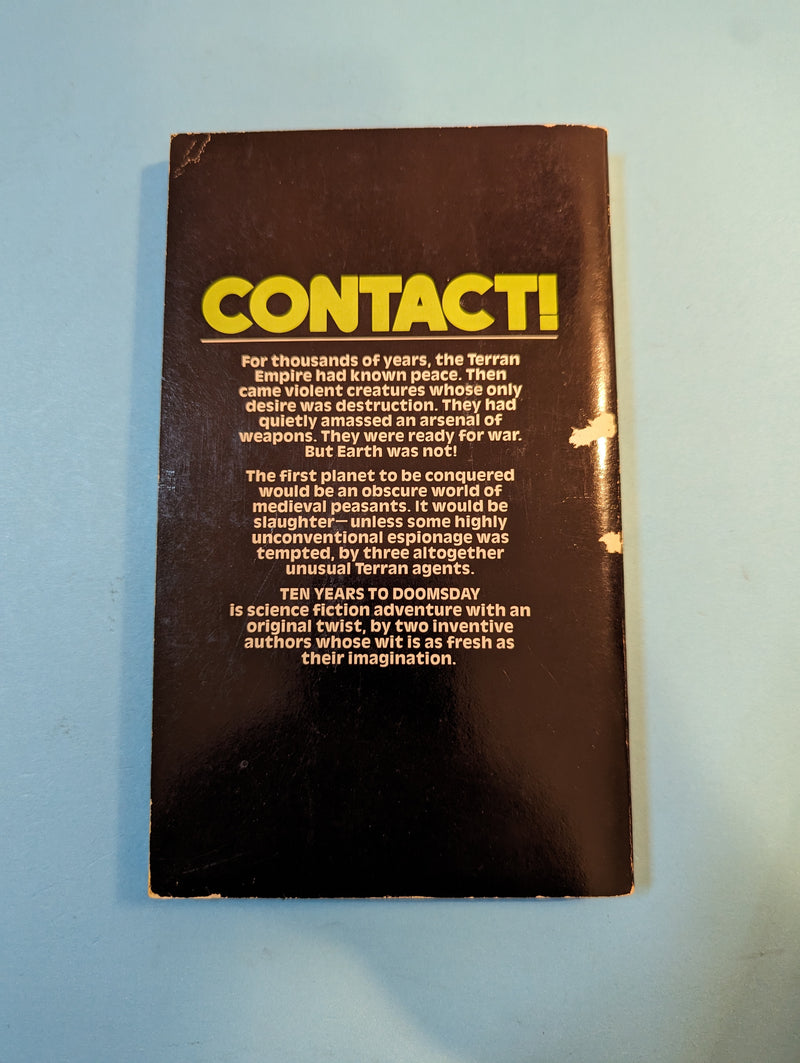 CONTACT!
For thousands of years, the Terran
Empire had known peace. Then
came violent creatures whose only
desire was destruction. They had
quietly amassed an arsenal of
weapons. They were ready for war.
But Earth was not!
The first planet to be conquered
would be an obscure world of
medieval peasants. It would be
slaughter—unless some highly
unconventional espionage was
tempted, by three altogether
unusual Terran agents.
TEN YEARS TO DOOMSDAY
is science fiction adventure with an
original twist, by two inventive
authors whose wit is as fresh as
their imagination.